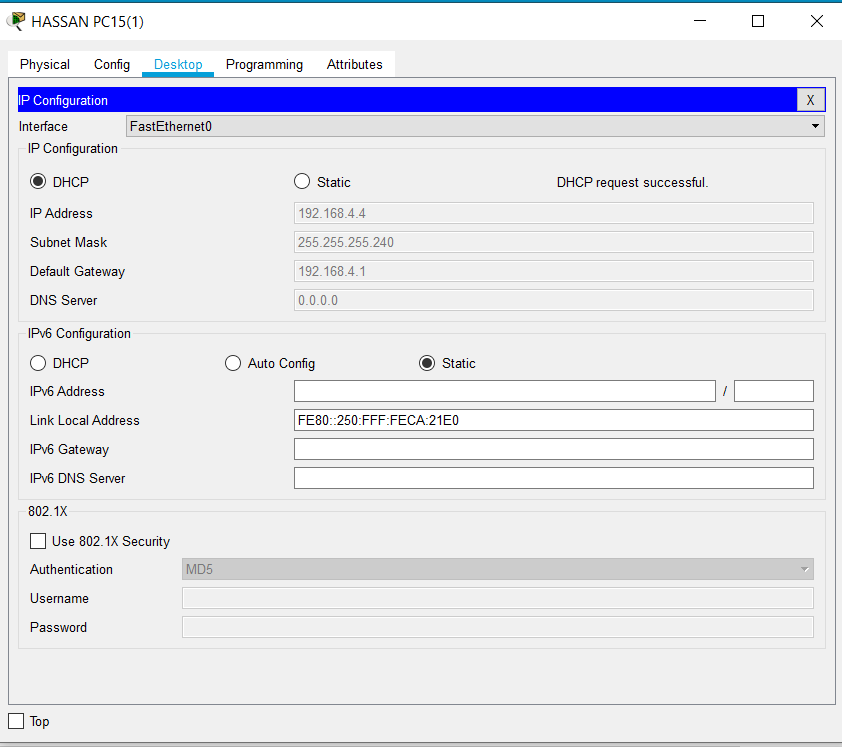 HASSAN PC15(1)
Physical Config Desktop Programming Attributes
IP Configuration X
Interface FastEthernet0
IP Configuration
DHCP Static DHCP request successful.
IP Address 192.168.4.4
Subnet Mask 255.255.255.240
Default Gateway 192.168.4.1
DNS Server 0.0.0.0
IPv6 Configuration
DHCP Auto Config Static
IPv6 Address /
Link Local Address FE80::250:FFF:FECA:21E0
IPv6 Gateway
IPv6 DNS Server
802.1X
Use 802.1X Security
Authentication MD5
Username
Password
Top